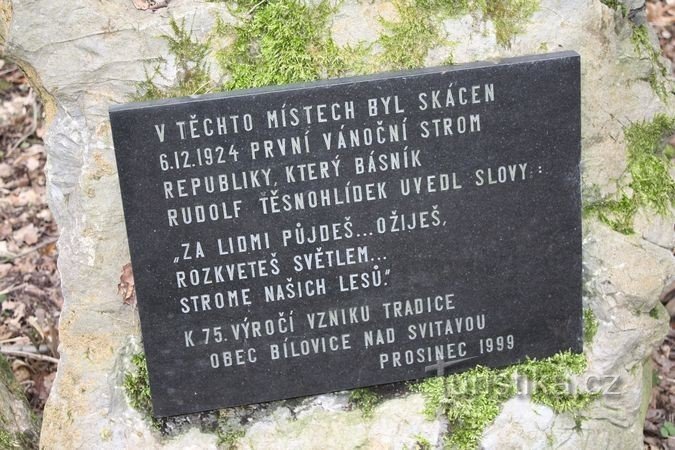 V TĚCHTO MÍSTECH BYL SKÁCEN
6.12.1924 PRVNÍ VÁNOČNÍ STROM
REPUBLIKY, KTERÝ BÁSNÍK
RUDOLF TĚSNOHLÍDEK UVEDL SLOVY :
„ZA LIDMI PŮJDEŠ...OŽIJEŠ,
ROZKVETEŠ SVĚTLEM...
STROME NAŠICH LESŮ."
K 75. VÝROČÍ VZNIKU TRADICE
OBEC BÍLOVICE NAD SVITAVOU
PROSINEC 1999
turistika.cz